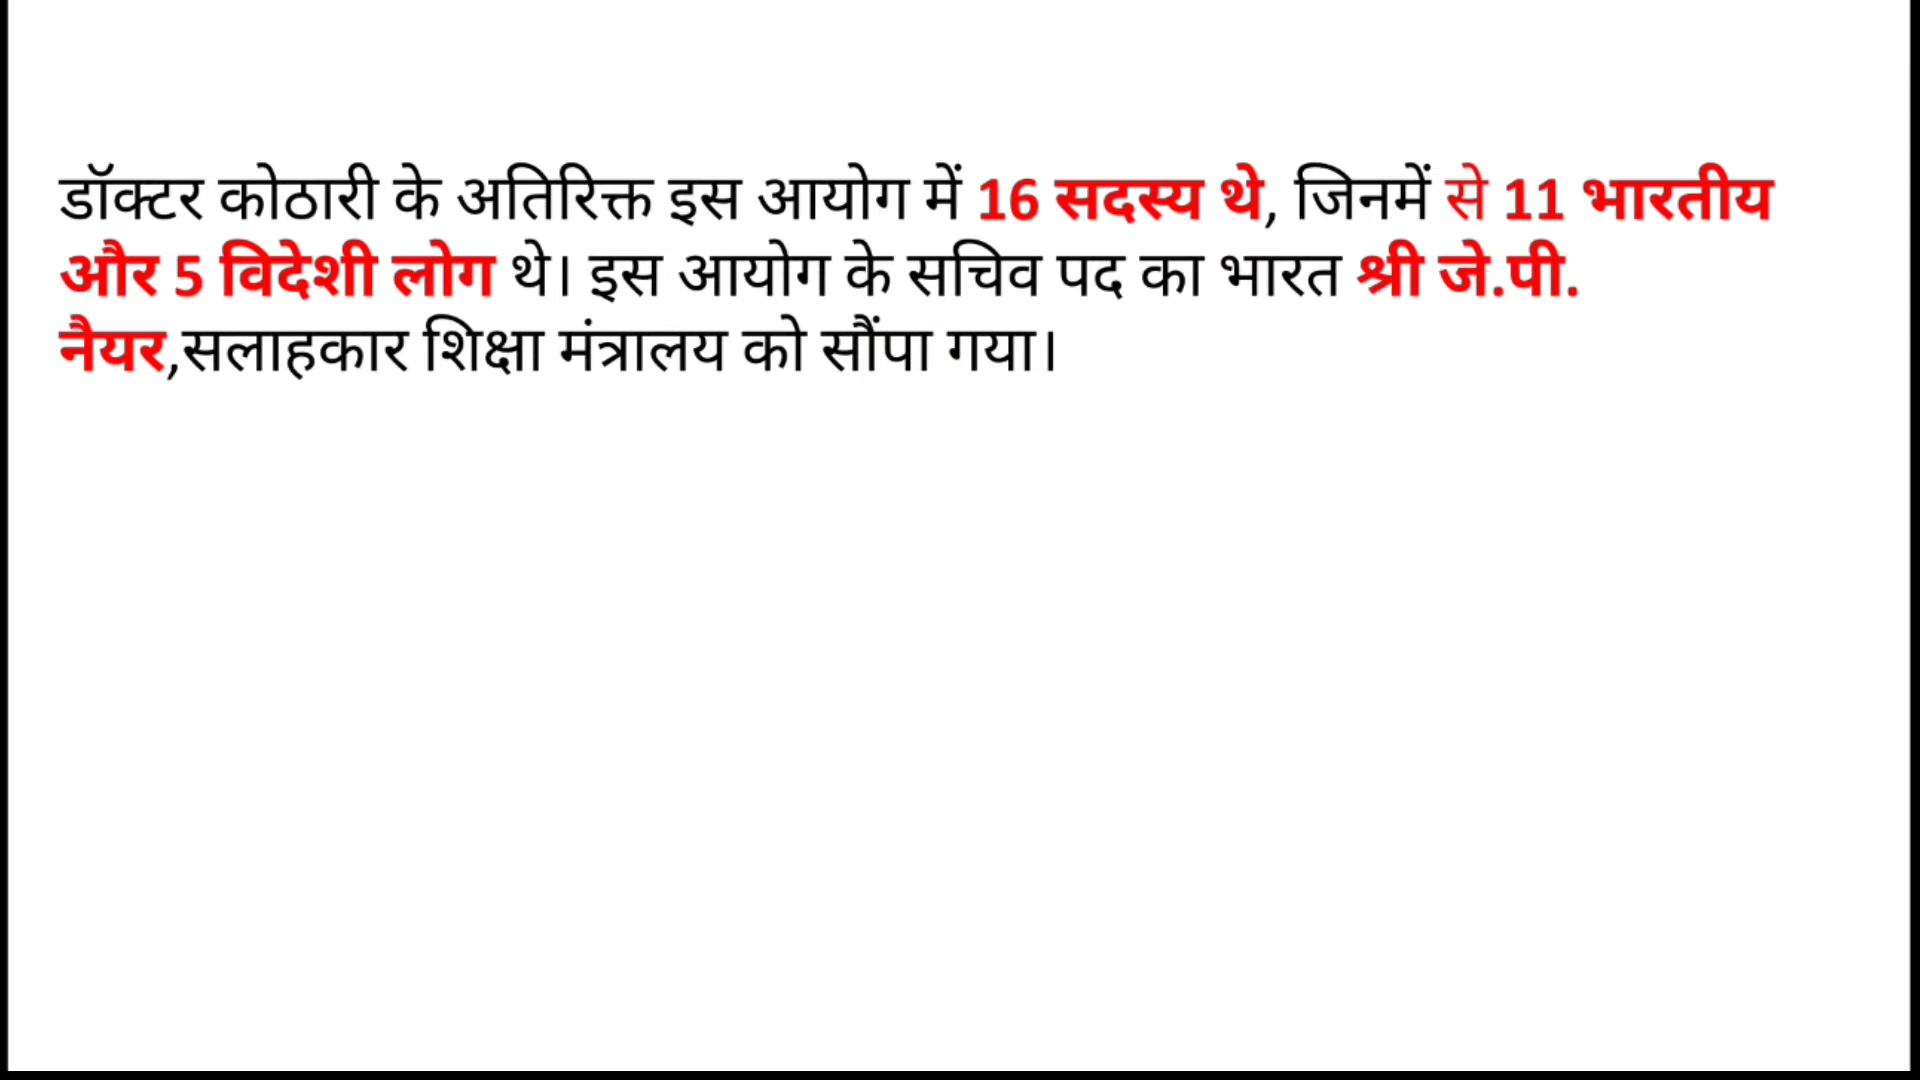 डॉक्टर कोठारी के अतिरिक्त इस आयोग में 16 सदस्य थे, जिनमें से 11 भारतीय
और 5 विदेशी लोग थे। इस आयोग के सचिव पद का भारत श्री जे.पी.
नैयर,सलाहकार शिक्षा मंत्रालय को सौंपा गया।